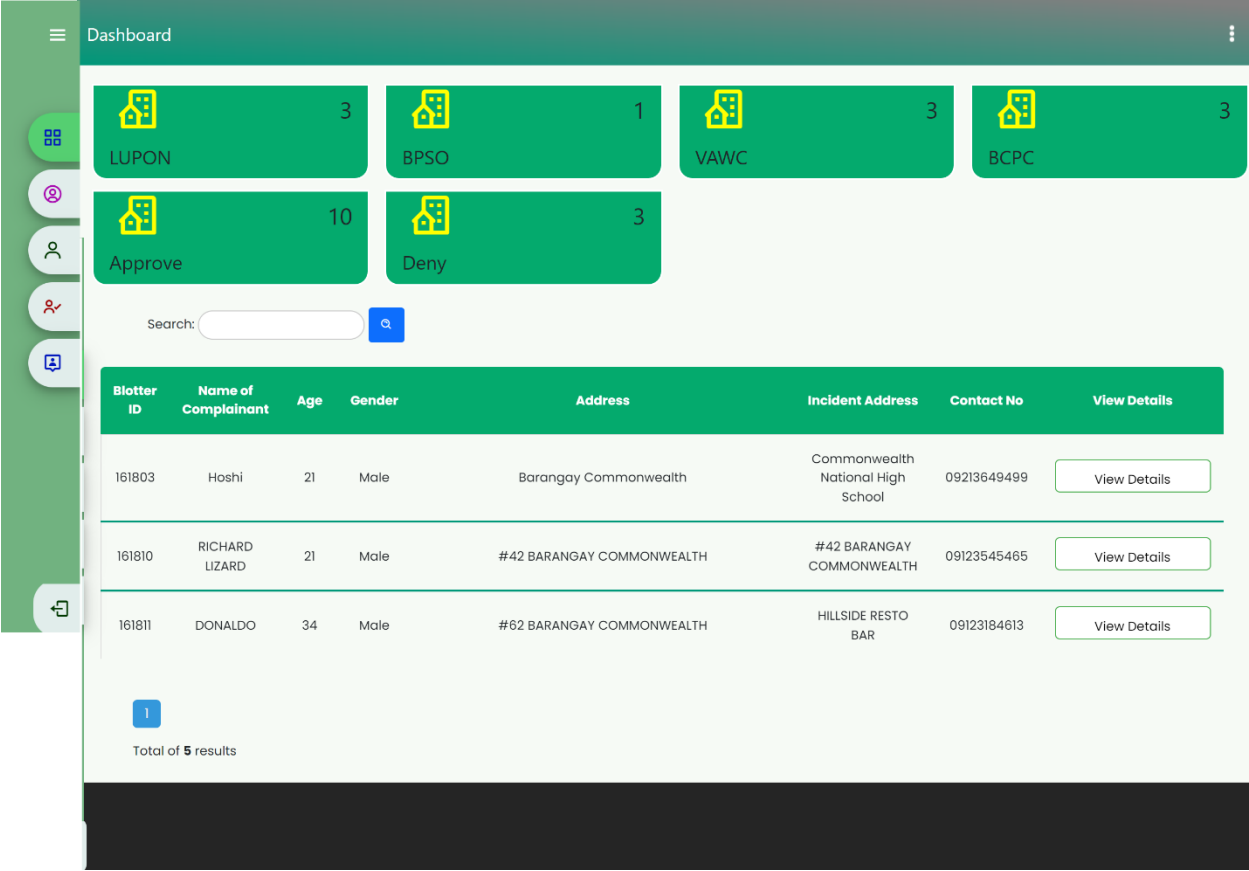 Dashboard
3
LUPON
1
BPSO
3
VAWC
3
BCPC
10
Approve
3
Deny
Search:
Blotter ID Name of Complainant Age Gender Address Incident Address Contact No View Details
161803 Hoshi 21 Male Barangay Commonwealth Commonwealth National High School 09213649499 View Details
161810 RICHARD LIZARD 21 Male #42 BARANGAY COMMONWEALTH #42 BARANGAY COMMONWEALTH 09123545465 View Details
161811 DONALDO 34 Male #62 BARANGAY COMMONWEALTH HILLSIDE RESTO BAR 09123184613 View Details
1
Total of 5 results